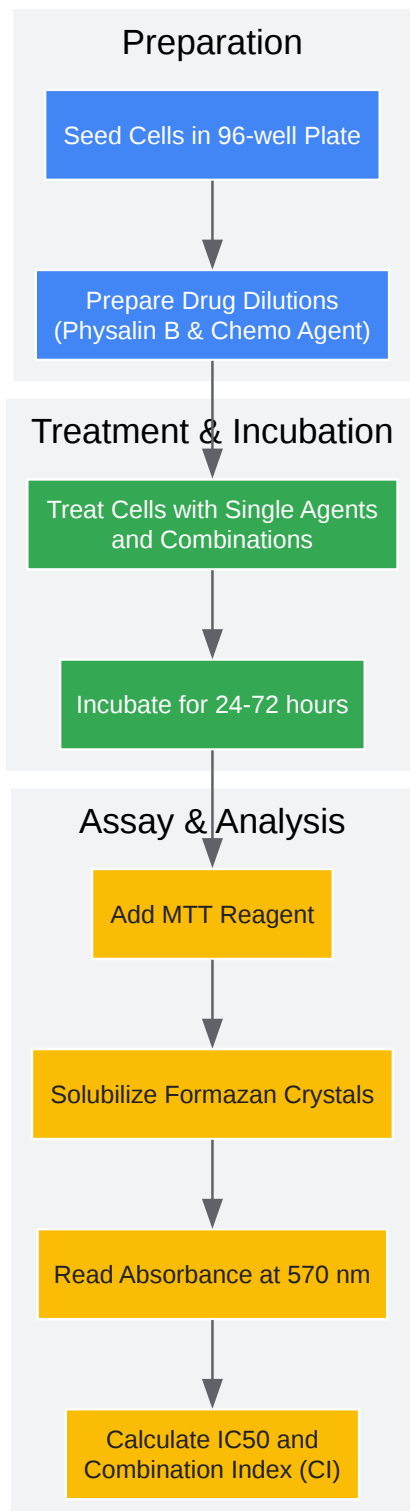 Preparation
Seed Cells in 96-well Plate
Prepare Drug Dilutions
(Physalin B & Chemo Agent)
Treatment & Incubation
Treat Cells with Single Agents
and Combinations
Incubate for 24-72 hours
Assay & Analysis
Add MTT Reagent
Solubilize Formazan Crystals
Read Absorbance at 570 nm
Calculate IC50 and
Combination Index (CI)